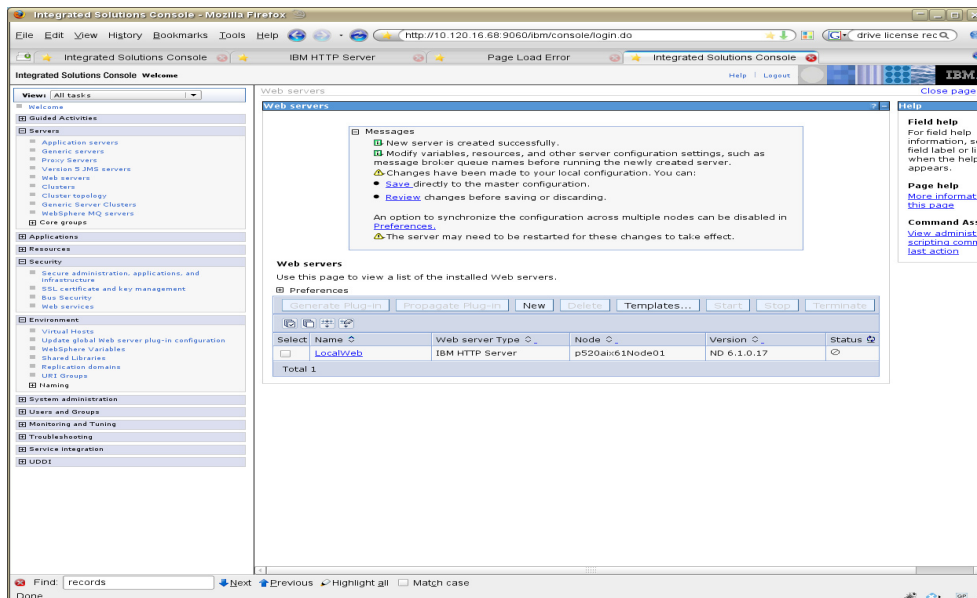 Integrated Solutions Console - Mozilla Firefox
File Edit View History Bookmarks Tools Help http://10.120.16.68:9060/ibm/console/login.do drive license rec
Integrated Solutions Console IBM HTTP Server Page Load Error Integrated Solutions Console
Integrated Solutions Console Welcome Help Logout IBM.
View: All tasks
Welcome
Guided Activities
Servers
Application servers
Generic servers
Proxy Servers
Version 5 JMS servers
Web servers
Clusters
Cluster topology
Generic Server Clusters
WebSphere MQ servers
Core groups
Applications
Resources
Security
Secure administration, applications, and
infrastructure
SSL certificate and key management
Bus Security
Web services
Environment
Virtual Hosts
Update global Web server plug-in configuration
WebSphere Variables
Shared Libraries
Replication domains
URI Groups
Naming
System administration
Users and Groups
Monitoring and Tuning
Troubleshooting
Service integration
UDDI
Web servers Close page
Web servers ? -
Messages
New server is created successfully.
Modify variables, resources, and other server configuration settings, such as
message broker queue names before running the newly created server.
Changes have been made to your local configuration. You can:
Save directly to the master configuration.
Review changes before saving or discarding.
An option to synchronize the configuration across multiple nodes can be disabled in
Preferences.
The server may need to be restarted for these changes to take effect.
Web servers
Use this page to view a list of the installed Web servers.
Preferences
Generate Plug-in Propagate Plug-in New Delete Templates... Start Stop Terminate
Select Name Web server Type Node Version Status
LocalWeb IBM HTTP Server p520aix61Node01 ND 6.1.0.17
Total 1
Help
Field help
For field help
information, s
field label or li
when the help
appears.
Page help
More informat
this page
Command Ass
View administ
scripting comm
last action
Find: records Next Previous Highlight all Match case
Done